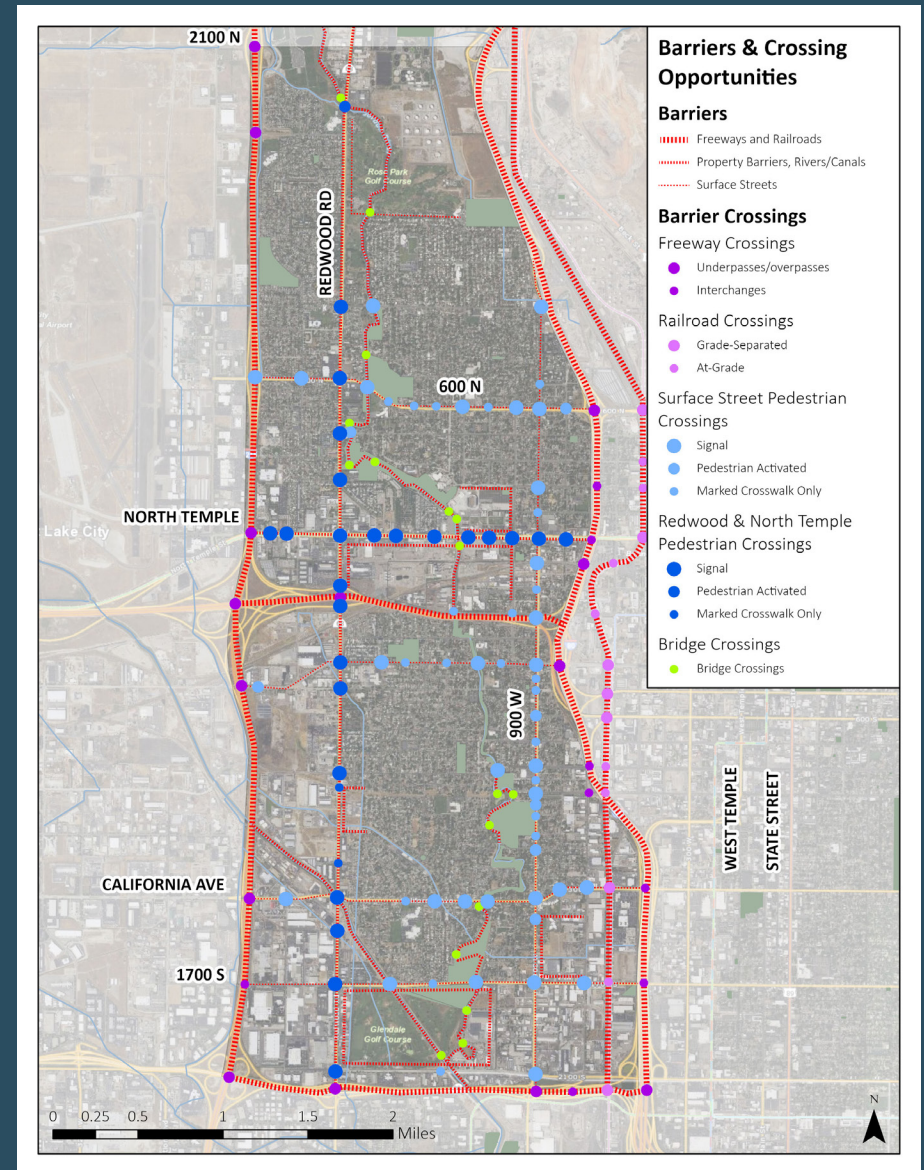 2100 N
Barriers & Crossing
Opportunities
Barriers
Freeways and Railroads
Property Barriers, Rivers/Canals
Surface Streets
Barrier Crossings
Freeway Crossings
Underpasses/overpasses
Interchanges
Railroad Crossings
Grade-Separated
At-Grade
Surface Street Pedestrian
Crossings
Signal
Pedestrian Activated
Marked Crosswalk Only
Redwood & North Temple
Pedestrian Crossings
Signal
Pedestrian Activated
Marked Crosswalk Only
Bridge Crossings
Bridge Crossings
Rose Park
Golf Course
REDWOOD RD
Airport
600 N
NORTH TEMPLE
Lake City
900 W
WEST TEMPLE
STATE STREET
CALIFORNIA AVE
1700 S
Glendale
Golf Course
2100 S
0 0.25 0.5 1 1.5 2
Miles
N